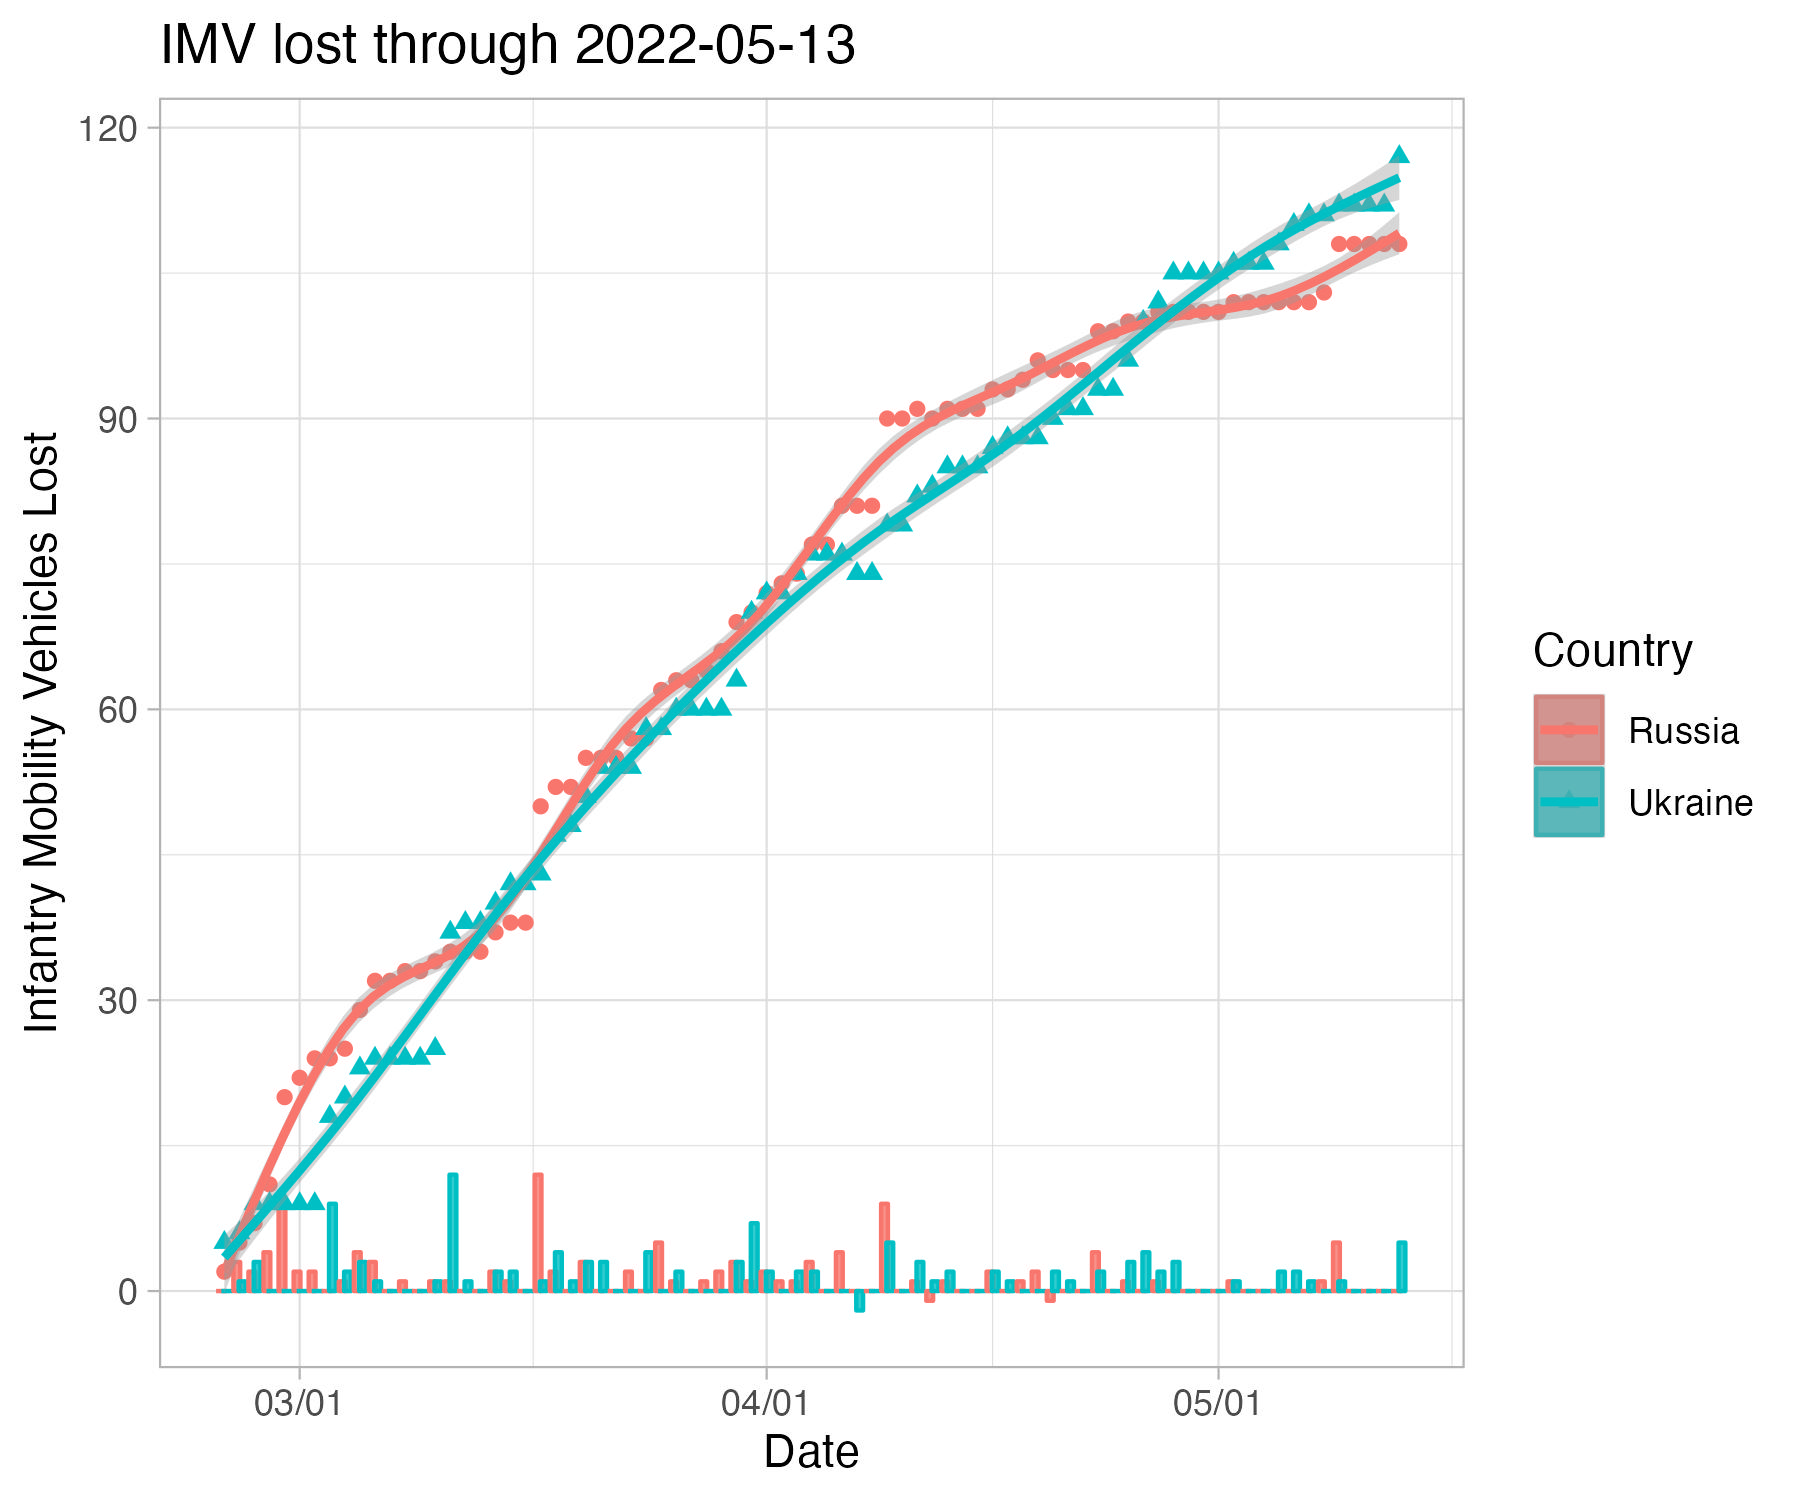 IMV lost through 2022-05-13
Infantry Mobility Vehicles Lost
120
90
60
30
0
03/01
04/01
05/01
Date
Country
Russia
Ukraine